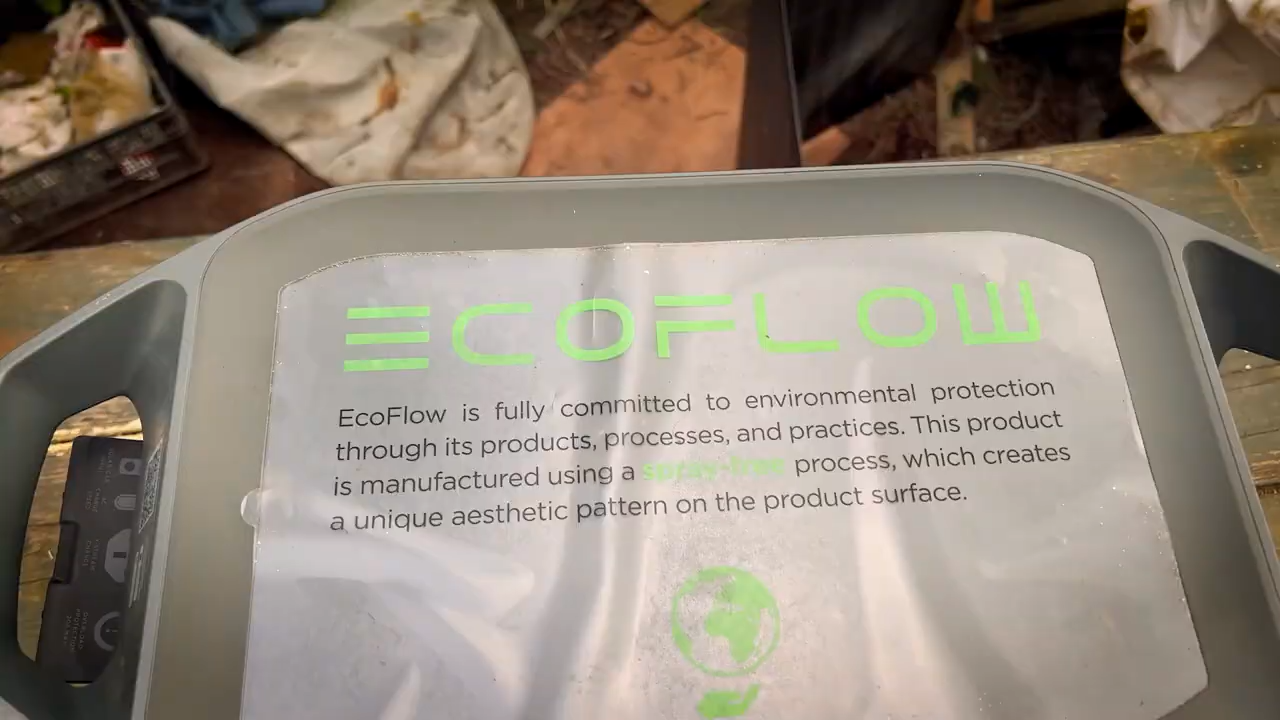 ECOFLOW
EcoFlow is fully committed to environmental protection
through its products, processes, and practices. This product
is manufactured using a spray-free process, which creates
a unique aesthetic pattern on the product surface.